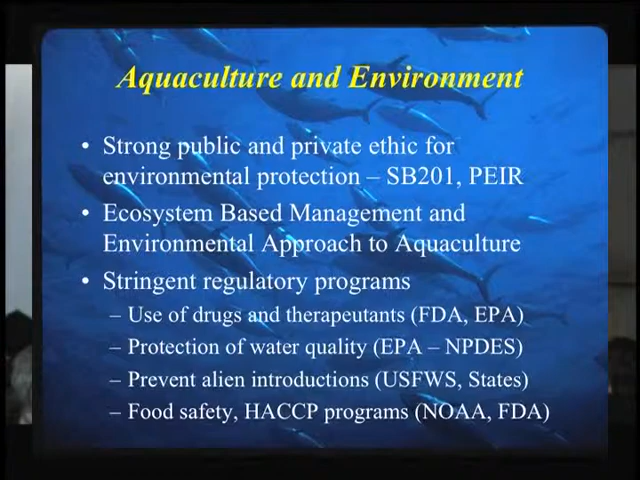 Aquaculture and Environment
• Strong public and private ethic for
environmental protection – SB201, PEIR
• Ecosystem Based Management and
Environmental Approach to Aquaculture
• Stringent regulatory programs
– Use of drugs and therapeutants (FDA, EPA)
– Protection of water quality (EPA – NPDES)
– Prevent alien introductions (USFWS, States)
– Food safety, HACCP programs (NOAA, FDA)